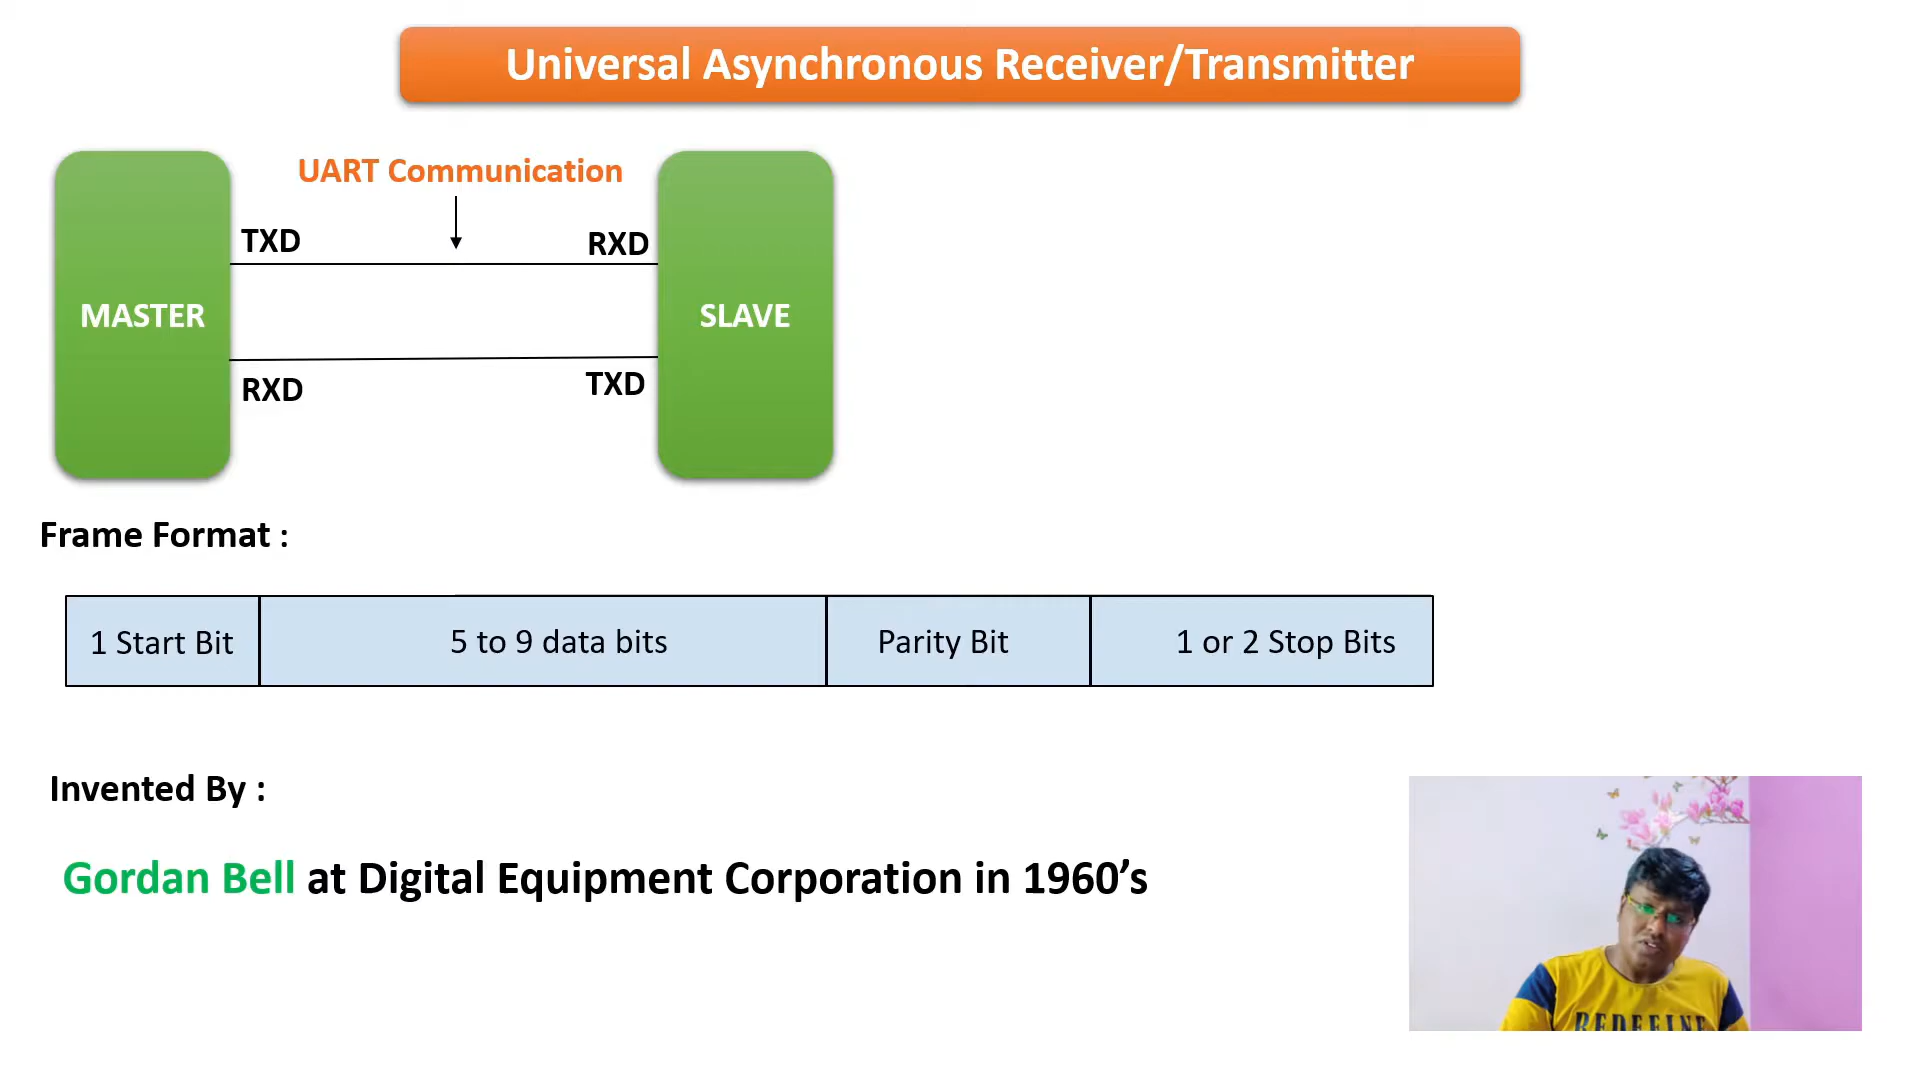 Universal Asynchronous Receiver/Transmitter
UART Communication
TXD
RXD
MASTER
SLAVE
RXD
TXD
Frame Format :
1 Start Bit
5 to 9 data bits
Parity Bit
1 or 2 Stop Bits
Invented By :
Gordan Bell at Digital Equipment Corporation in 1960’s
REDEFINE